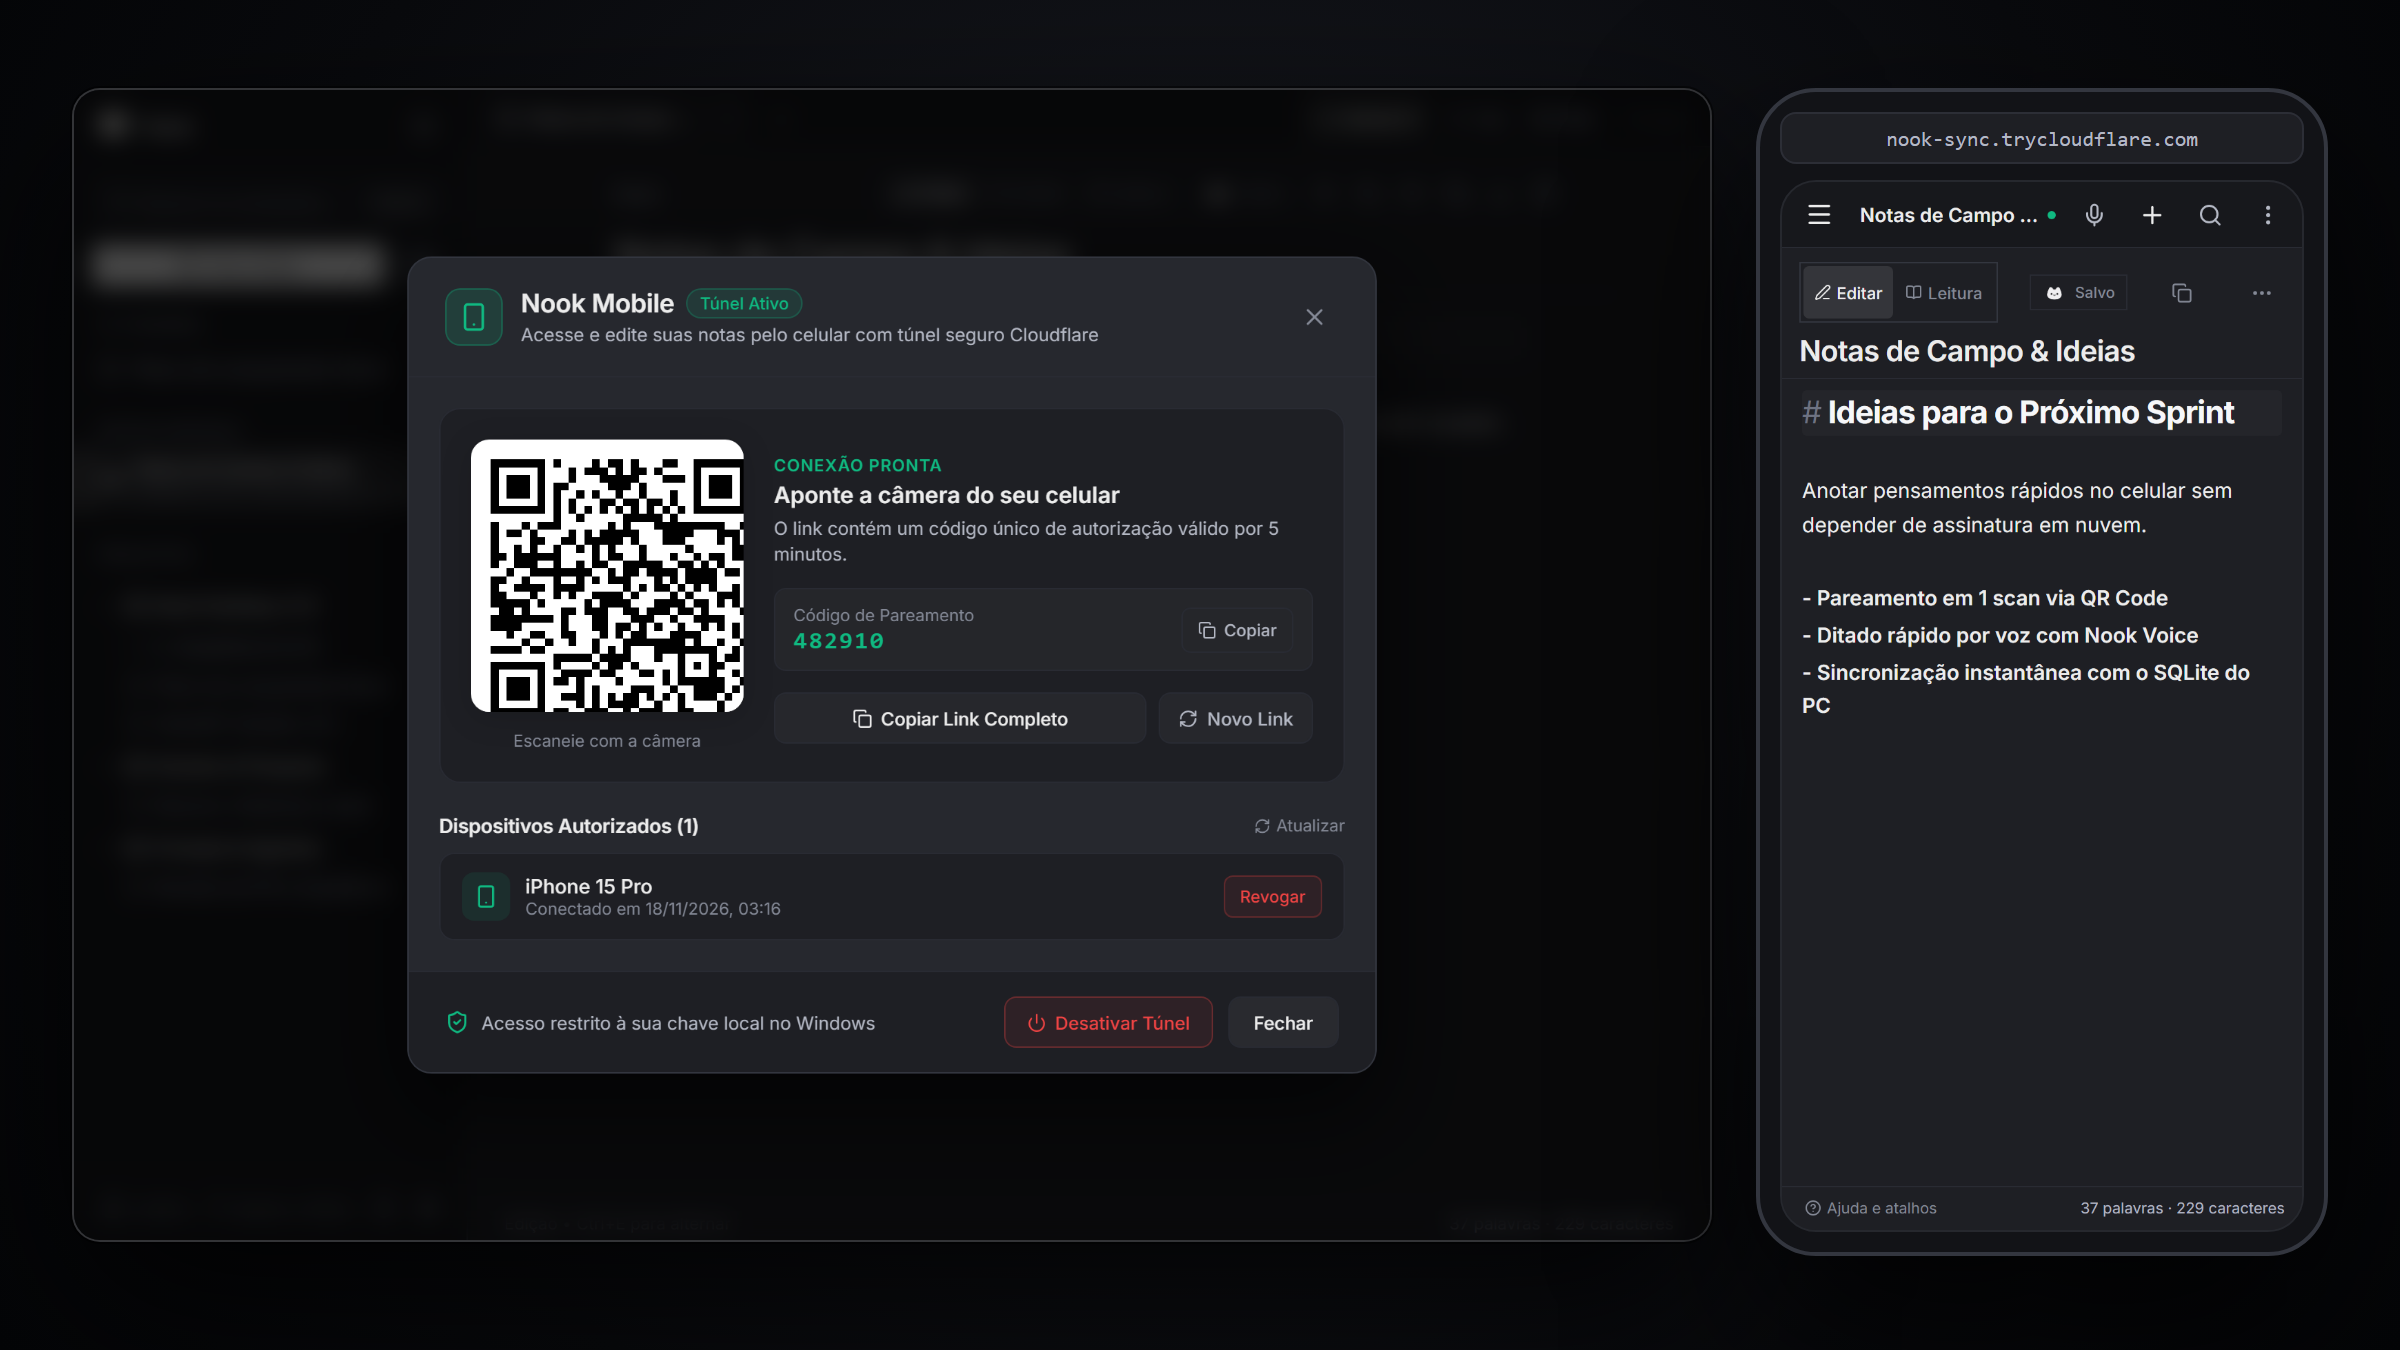 Nook Mobile
Túnel Ativo
Acesse e edite suas notas pelo celular com túnel seguro Cloudflare
CONEXÃO PRONTA
Aponte a câmera do seu celular
O link contém um código único de autorização válido por 5
minutos.
Código de Pareamento
482910
Copiar
Copiar Link Completo
Novo Link
Escaneie com a câmera
Dispositivos Autorizados (1)
Atualizar
iPhone 15 Pro
Conectado em 18/11/2026, 03:16
Revogar
Acesso restrito à sua chave local no Windows
Desativar Túnel
Fechar
nook-sync.trycloudflare.com
Notas de Campo ...
Editar
Leitura
Salvo
Notas de Campo & Ideias
# Ideias para o Próximo Sprint
Anotar pensamentos rápidos no celular sem
depender de assinatura em nuvem.
- Pareamento em 1 scan via QR Code
- Ditado rápido por voz com Nook Voice
- Sincronização instantânea com o SQLite do
PC
Ajuda e atalhos
37 palavras · 229 caracteres